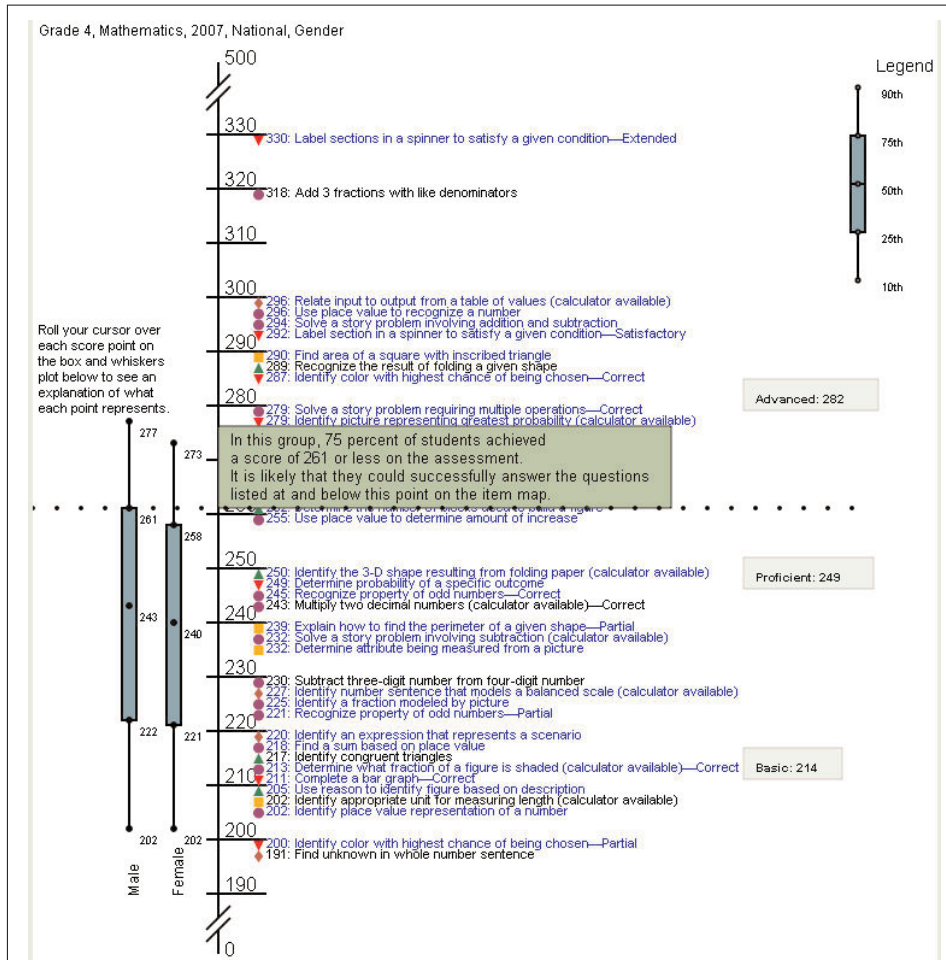 Grade 4, Mathematics, 2007, National, Gender
500
Legend
90th
75th
50th
25th
10th
330
330: Label sections in a spinner to satisfy a given condition—Extended
320
318: Add 3 fractions with like denominators
310
300
296: Relate input to output from a table of values (calculator available)
296: Use place value to recognize a number
294: Solve a story problem involving addition and subtraction
292: Label section in a spinner to satisfy a given condition—Satisfactory
290
290: Find area of a square with inscribed triangle
289: Recognize the result of folding a given shape
287: Identify color with highest chance of being chosen—Correct
Roll your cursor over
each score point on
the box and whiskers
plot below to see an
explanation of what
each point represents.
Advanced: 282
280
279: Solve a story problem requiring multiple operations—Correct
279: Identify picture representing greatest probability (calculator available)
277
273
In this group, 75 percent of students achieved
a score of 261 or less on the assessment.
It is likely that they could successfully answer the questions
listed at and below this point on the item map.
261
258
255: Use place value to determine amount of increase
250
250: Identify the 3-D shape resulting from folding paper (calculator available)
249: Determine probability of a specific outcome
245: Recognize property of odd numbers—Correct
243: Multiply two decimal numbers (calculator available)—Correct
Proficient: 249
243
240
240
239: Explain how to find the perimeter of a given shape—Partial
232: Solve a story problem involving subtraction (calculator available)
232: Determine attribute being measured from a picture
230
230: Subtract three-digit number from four-digit number
227: Identify number sentence that models a balanced scale (calculator available)
225: Identify a fraction modeled by picture
221: Recognize property of odd numbers—Partial
222
221
220
220: Identify an expression that represents a scenario
218: Find a sum based on place value
217: Identify congruent triangles
213: Determine what fraction of a figure is shaded (calculator available)—Correct
211: Complete a bar graph—Correct
Basic: 214
210
205: Use reason to identify figure based on description
202: Identify appropriate unit for measuring length (calculator available)
202: Identify place value representation of a number
202
202
200
200: Identify color with highest chance of being chosen—Partial
191: Find unknown in whole number sentence
190
0
Male
Female